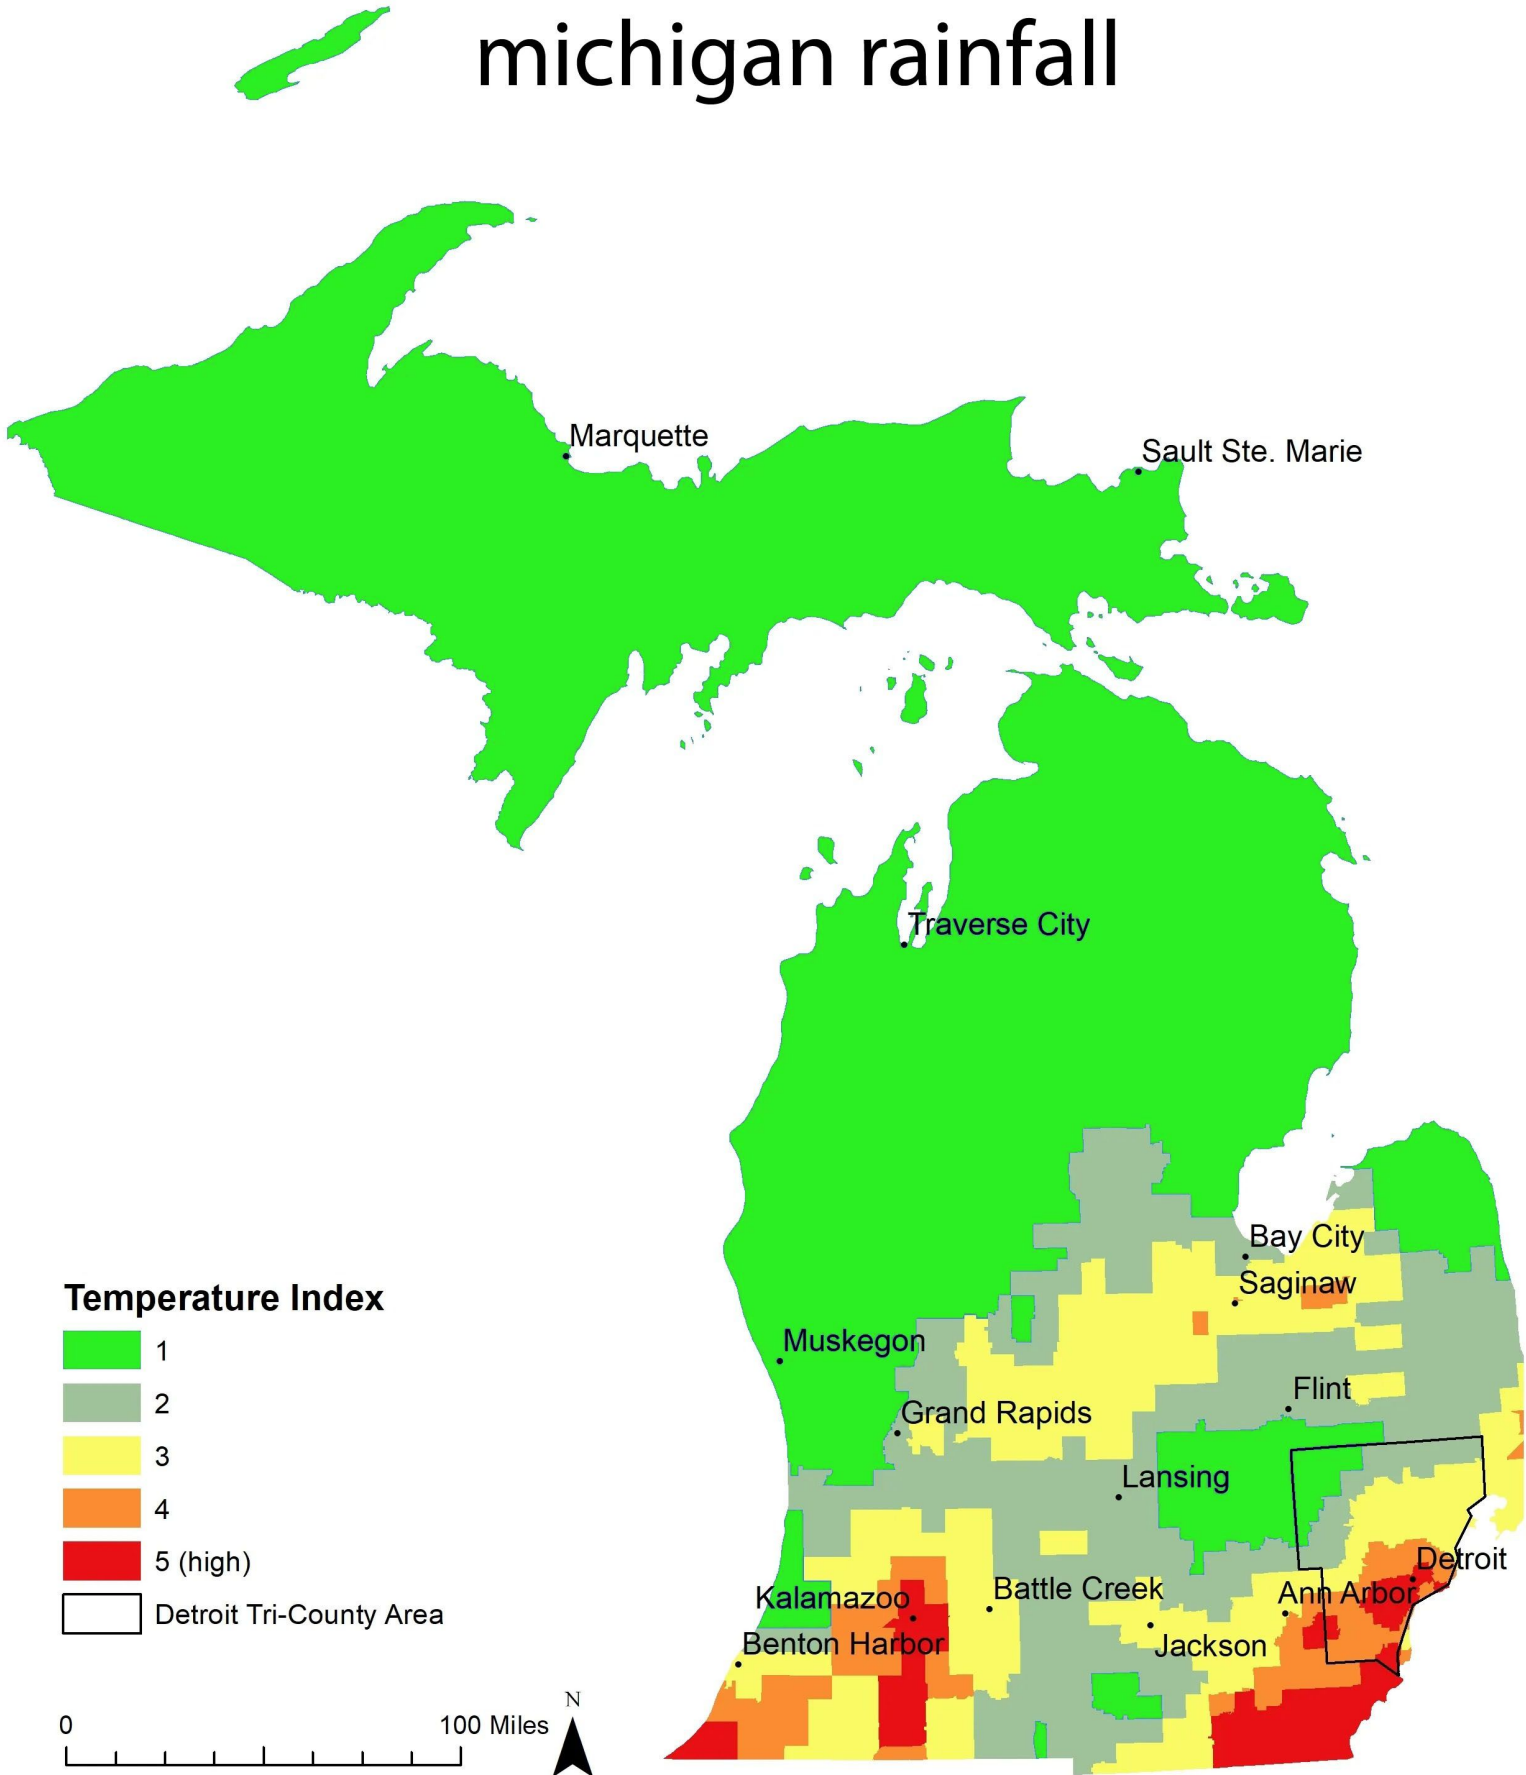 michigan rainfall
Marquette
Sault Ste. Marie
Traverse City
Bay City
Saginaw
Muskegon
Flint
Grand Rapids
Lansing
Detroit
Battle Creek
Ann Arbor
Kalamazoo
Benton Harbor
Jackson
Temperature Index
1
2
3
4
5 (high)
Detroit Tri-County Area
N
0 100 Miles